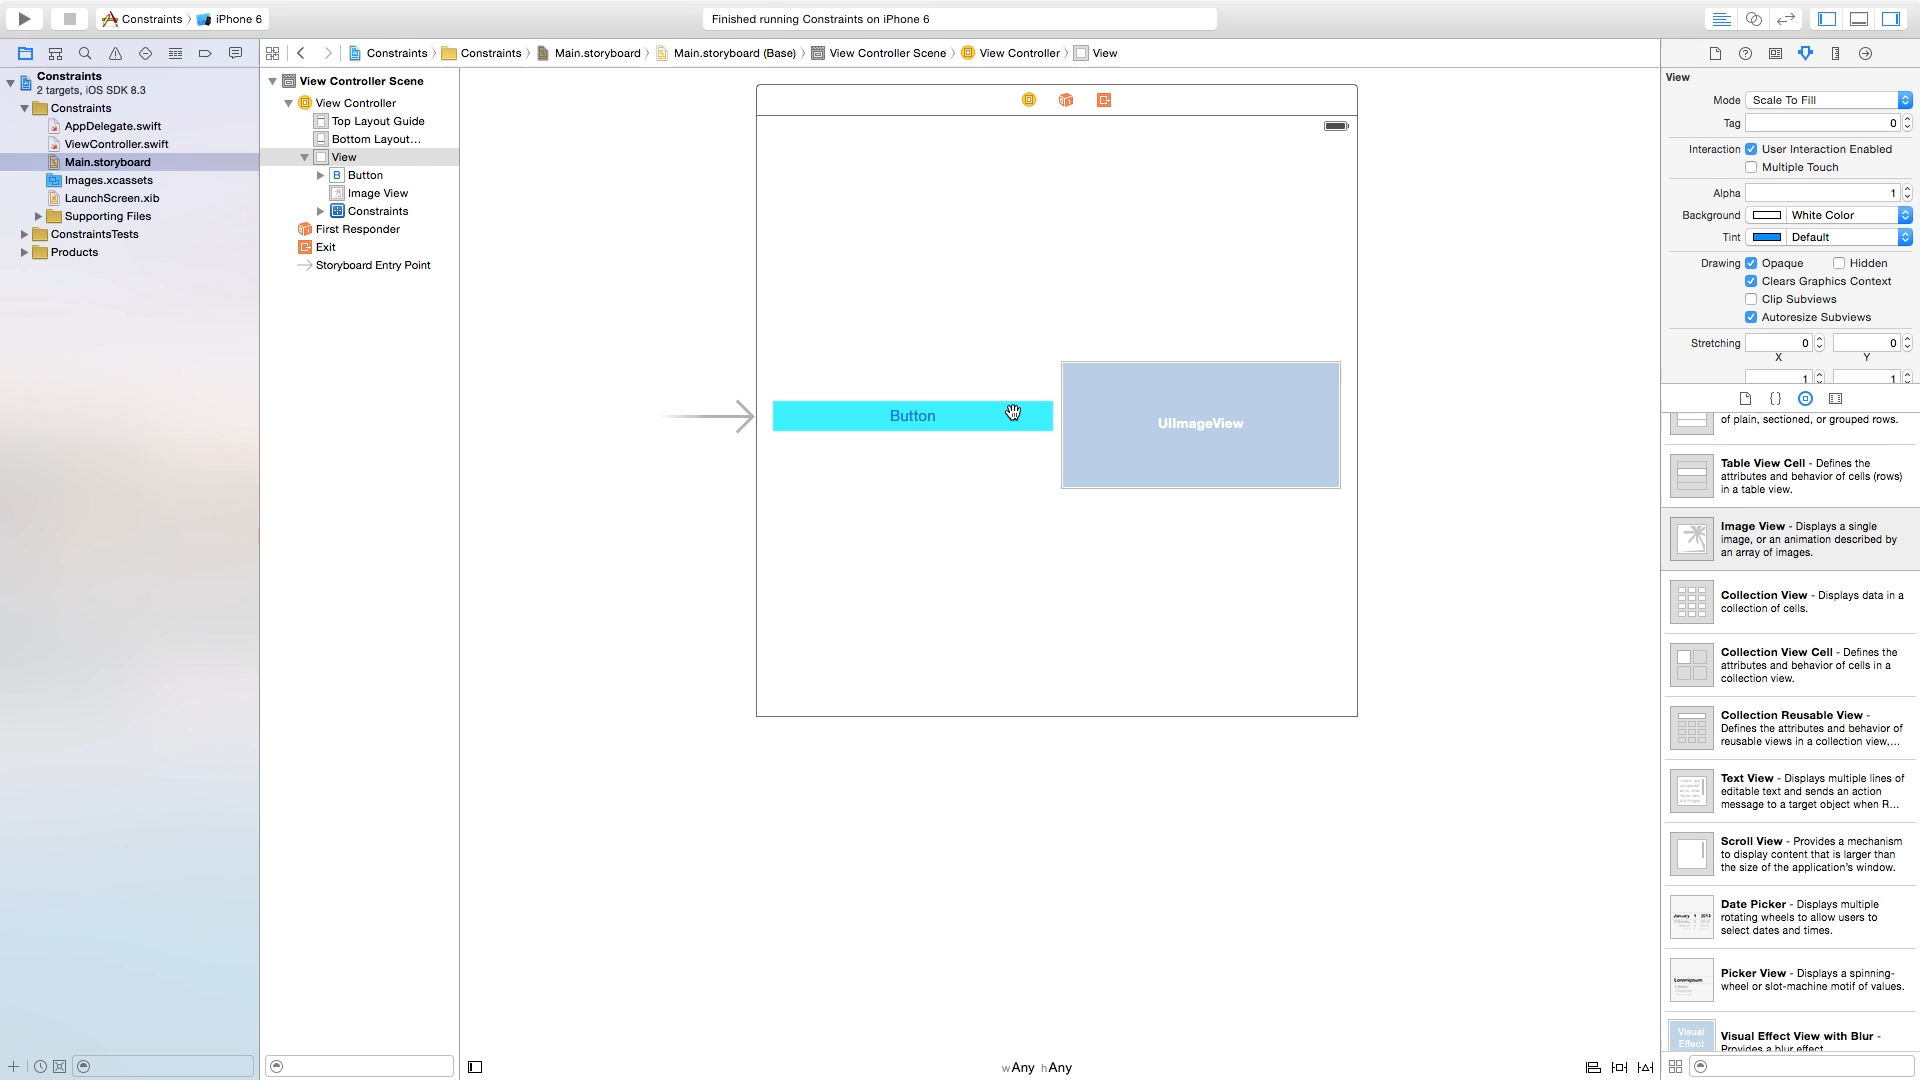 Constraints
iPhone 6
Finished running Constraints on iPhone 6
Constraints
Constraints
Main.storyboard
Main.storyboard (Base)
View Controller Scene
View Controller
View
Constraints
2 targets, iOS SDK 8.3
Constraints
AppDelegate.swift
ViewController.swift
Main.storyboard
Images.xcassets
LaunchScreen.xib
Supporting Files
ConstraintsTests
Products
View Controller Scene
View Controller
Top Layout Guide
Bottom Layout...
View
B Button
Image View
Constraints
First Responder
Exit
Storyboard Entry Point
Button
UIImageView
wAny hAny
View
Mode Scale To Fill
Tag 0
Interaction User Interaction Enabled
Multiple Touch
Alpha 1
Background White Color
Tint Default
Drawing Opaque Hidden
Clears Graphics Context
Clip Subviews
Autoresize Subviews
Stretching 0 0
X Y
1 1
{}
of plain, sectioned, or grouped rows.
Table View Cell - Defines the
attributes and behavior of cells (rows)
in a table view.
Image View - Displays a single
image, or an animation described by
an array of images.
Collection View - Displays data in a
collection of cells.
Collection View Cell - Defines the
attributes and behavior of cells in a
collection view.
Collection Reusable View -
Defines the attributes and behavior of
reusable views in a collection view,...
Text View - Displays multiple lines of
editable text and sends an action
message to a target object when R...
Scroll View - Provides a mechanism
to display content that is larger than
the size of the application's window.
Date Picker - Displays multiple
rotating wheels to allow users to
select dates and times.
Picker View - Displays a spinning-
wheel or slot-machine motif of values.
Visual
Effect
Visual Effect View with Blur -
Provides a blur effect